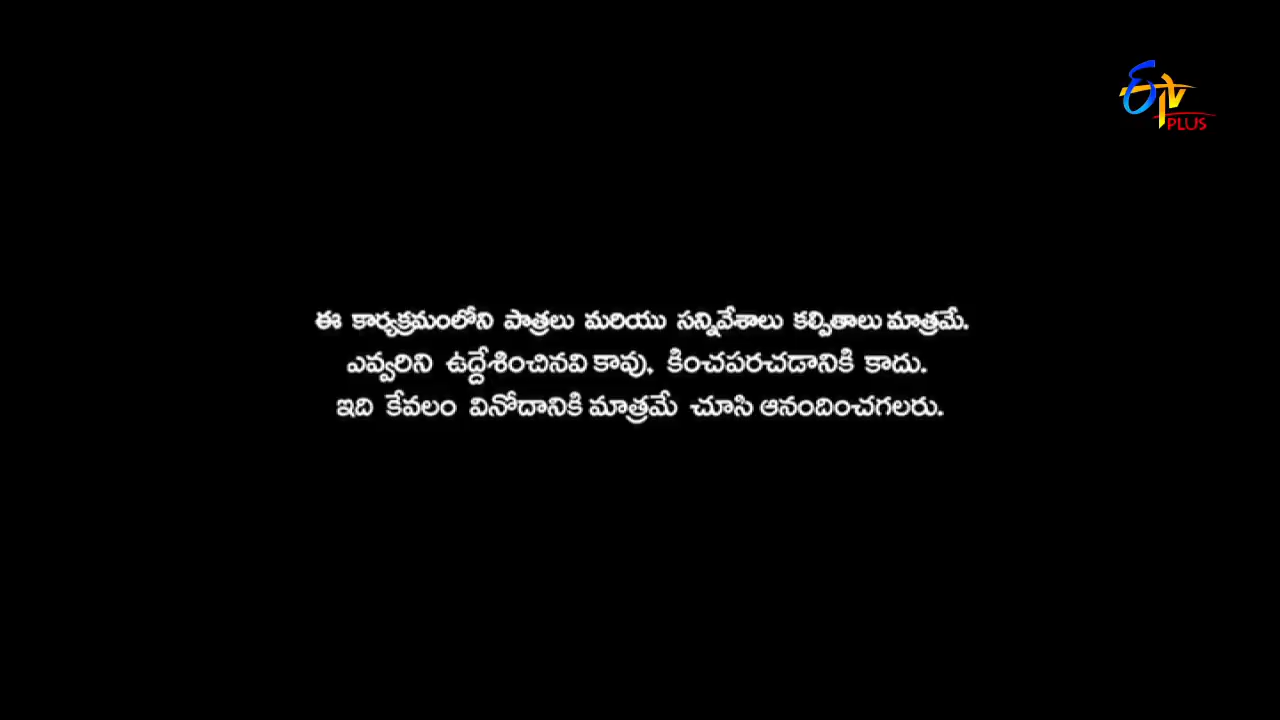 ETV
PLUS
ఈ కార్యక్రమంలోని పాత్రలు మరియు సన్నివేశాలు కల్పితాలు మాత్రమే.
ఎవ్వరిని ఉద్దేశించినవి కావు, కించపరచడానికి కాదు.
ఇది కేవలం వినోదానికి మాత్రమే చూసి ఆనందించగలరు.